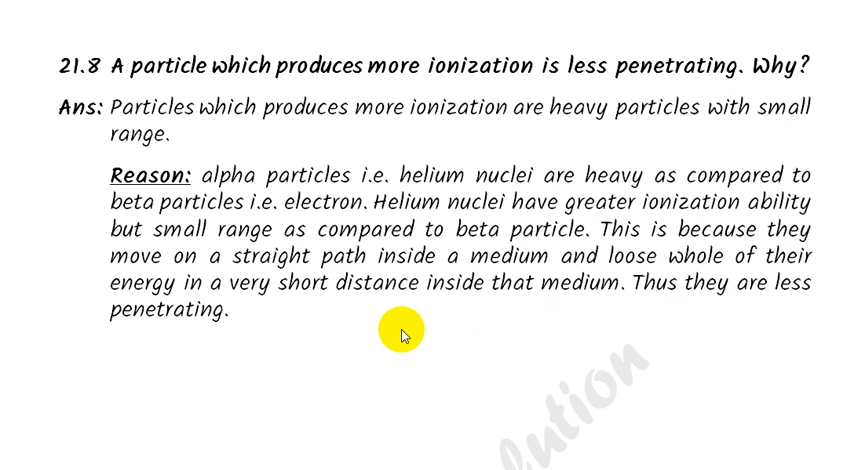 21.8 A particle which produces more ionization is less penetrating. Why?
Ans: Particles which produces more ionization are heavy particles with small
range.
Reason: alpha particles i.e. helium nuclei are heavy as compared to
beta particles i.e. electron. Helium nuclei have greater ionization ability
but small range as compared to beta particle. This is because they
move on a straight path inside a medium and loose whole of their
energy in a very short distance inside that medium. Thus they are less
penetrating.